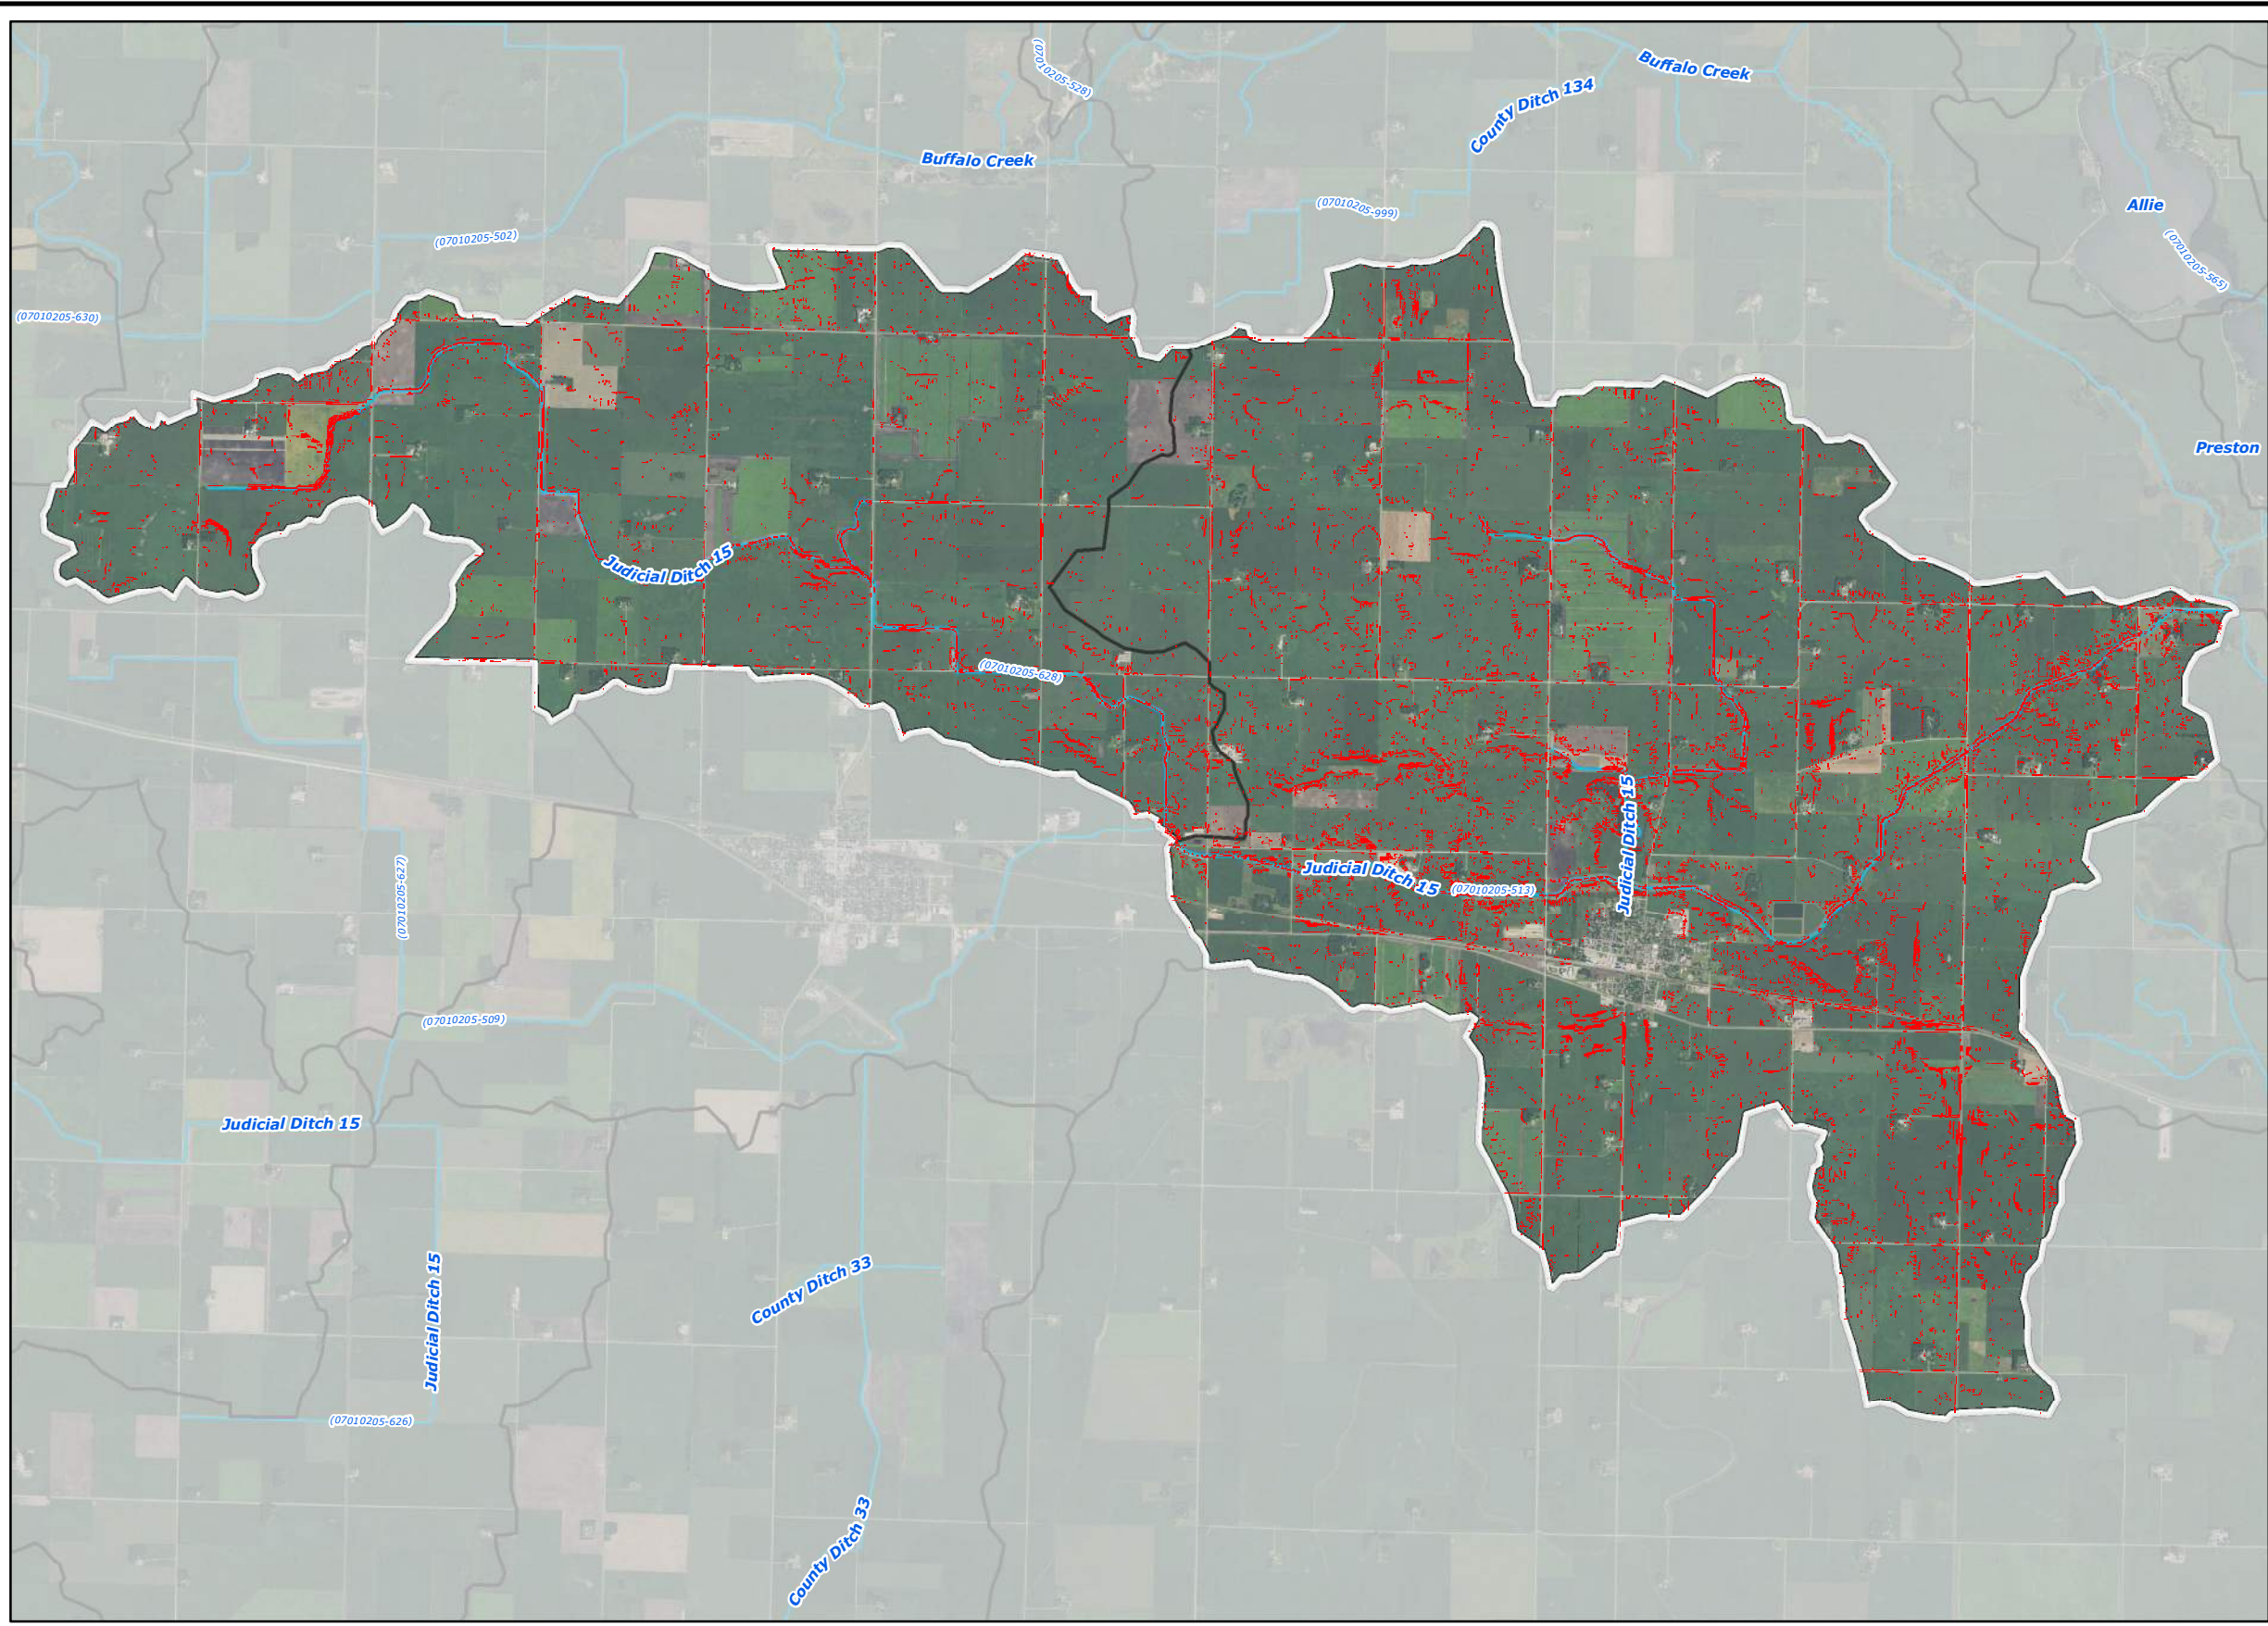 (07010205-528)
Buffalo Creek
County Ditch 134
Buffalo Creek
Allie
(07010205-999)
(07010205-502)
(07010205-565)
(07010205-630)
Preston
Judicial Ditch 15
(07010205-628)
Judicial Ditch 15
Judicial Ditch 15
(07010205-513)
(07010205-627)
(07010205-509)
Judicial Ditch 15
Judicial Ditch 15
County Ditch 33
(07010205-626)
County Ditch 33